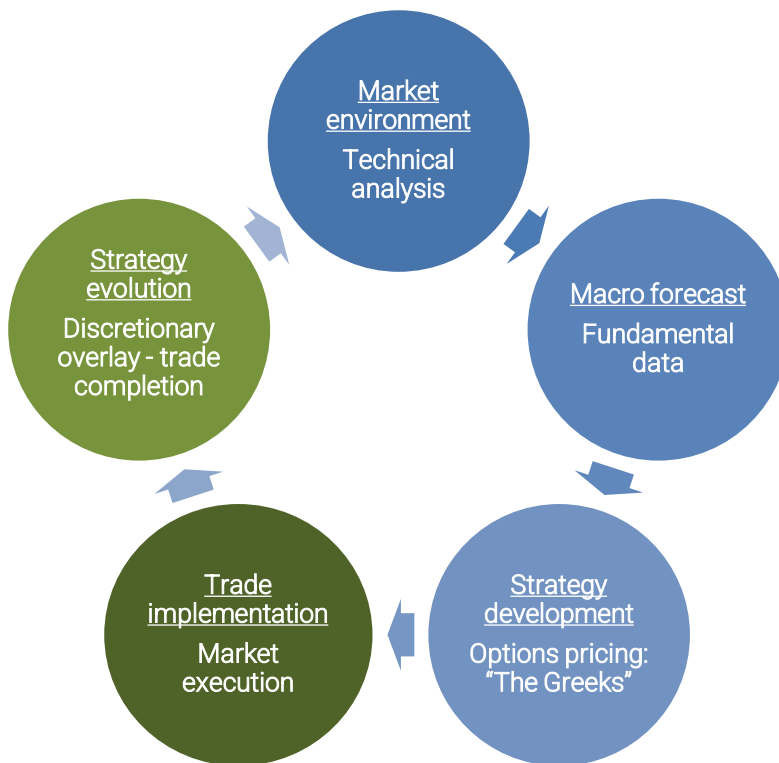 Market
environment
Technical
analysis
Macro forecast
Fundamental
data
Strategy
development
Options pricing:
“The Greeks”
Trade
implementation
Market
execution
Strategy
evolution
Discretionary
overlay - trade
completion